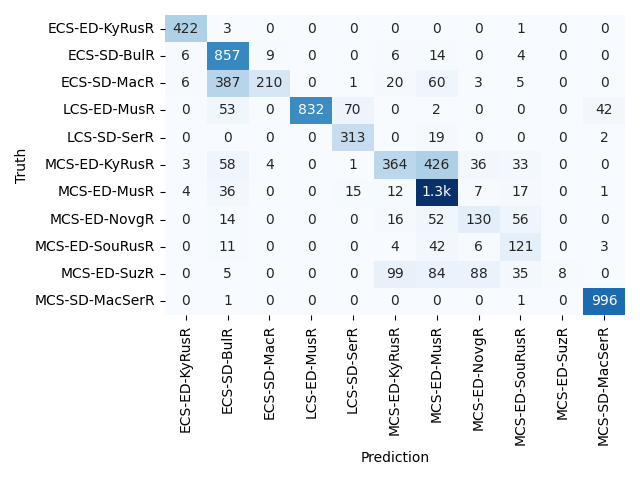 ECS-ED-KyRusR 422 3 0 0 0 0 0 0 1 0 0
ECS-SD-BulR 6 857 9 0 0 6 14 0 4 0 0
ECS-SD-MacR 6 387 210 0 1 20 60 3 5 0 0
LCS-ED-MusR 0 53 0 832 70 0 2 0 0 0 42
LCS-SD-SerR 0 0 0 0 313 0 19 0 0 0 2
MCS-ED-KyRusR 3 58 4 0 1 364 426 36 33 0 0
MCS-ED-MusR 4 36 0 0 15 12 1.3k 7 17 0 1
MCS-ED-NovgR 0 14 0 0 0 16 52 130 56 0 0
MCS-ED-SouRusR 0 11 0 0 0 4 42 6 121 0 3
MCS-ED-SuzR 0 5 0 0 0 99 84 88 35 8 0
MCS-SD-MacSerR 0 1 0 0 0 0 0 0 1 0 996
Truth
ECS-ED-KyRusR
ECS-SD-BulR
ECS-SD-MacR
LCS-ED-MusR
LCS-SD-SerR
MCS-ED-KyRusR
MCS-ED-MusR
MCS-ED-NovgR
MCS-ED-SouRusR
MCS-ED-SuzR
MCS-SD-MacSerR
Prediction